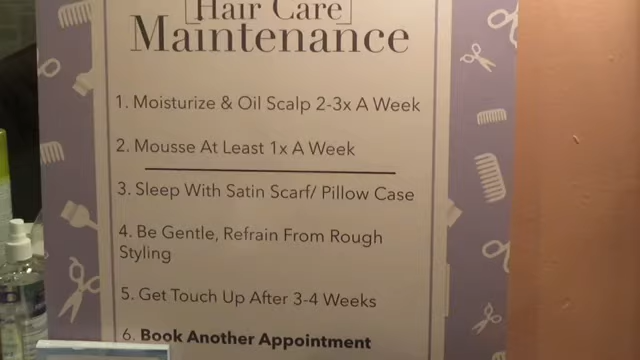 [Hair Care]
Maintenance
1. Moisturize & Oil Scalp 2-3x A Week
2. Mousse At Least 1x A Week
3. Sleep With Satin Scarf/ Pillow Case
4. Be Gentle, Refrain From Rough
Styling
5. Get Touch Up After 3-4 Weeks
6. Book Another Appointment